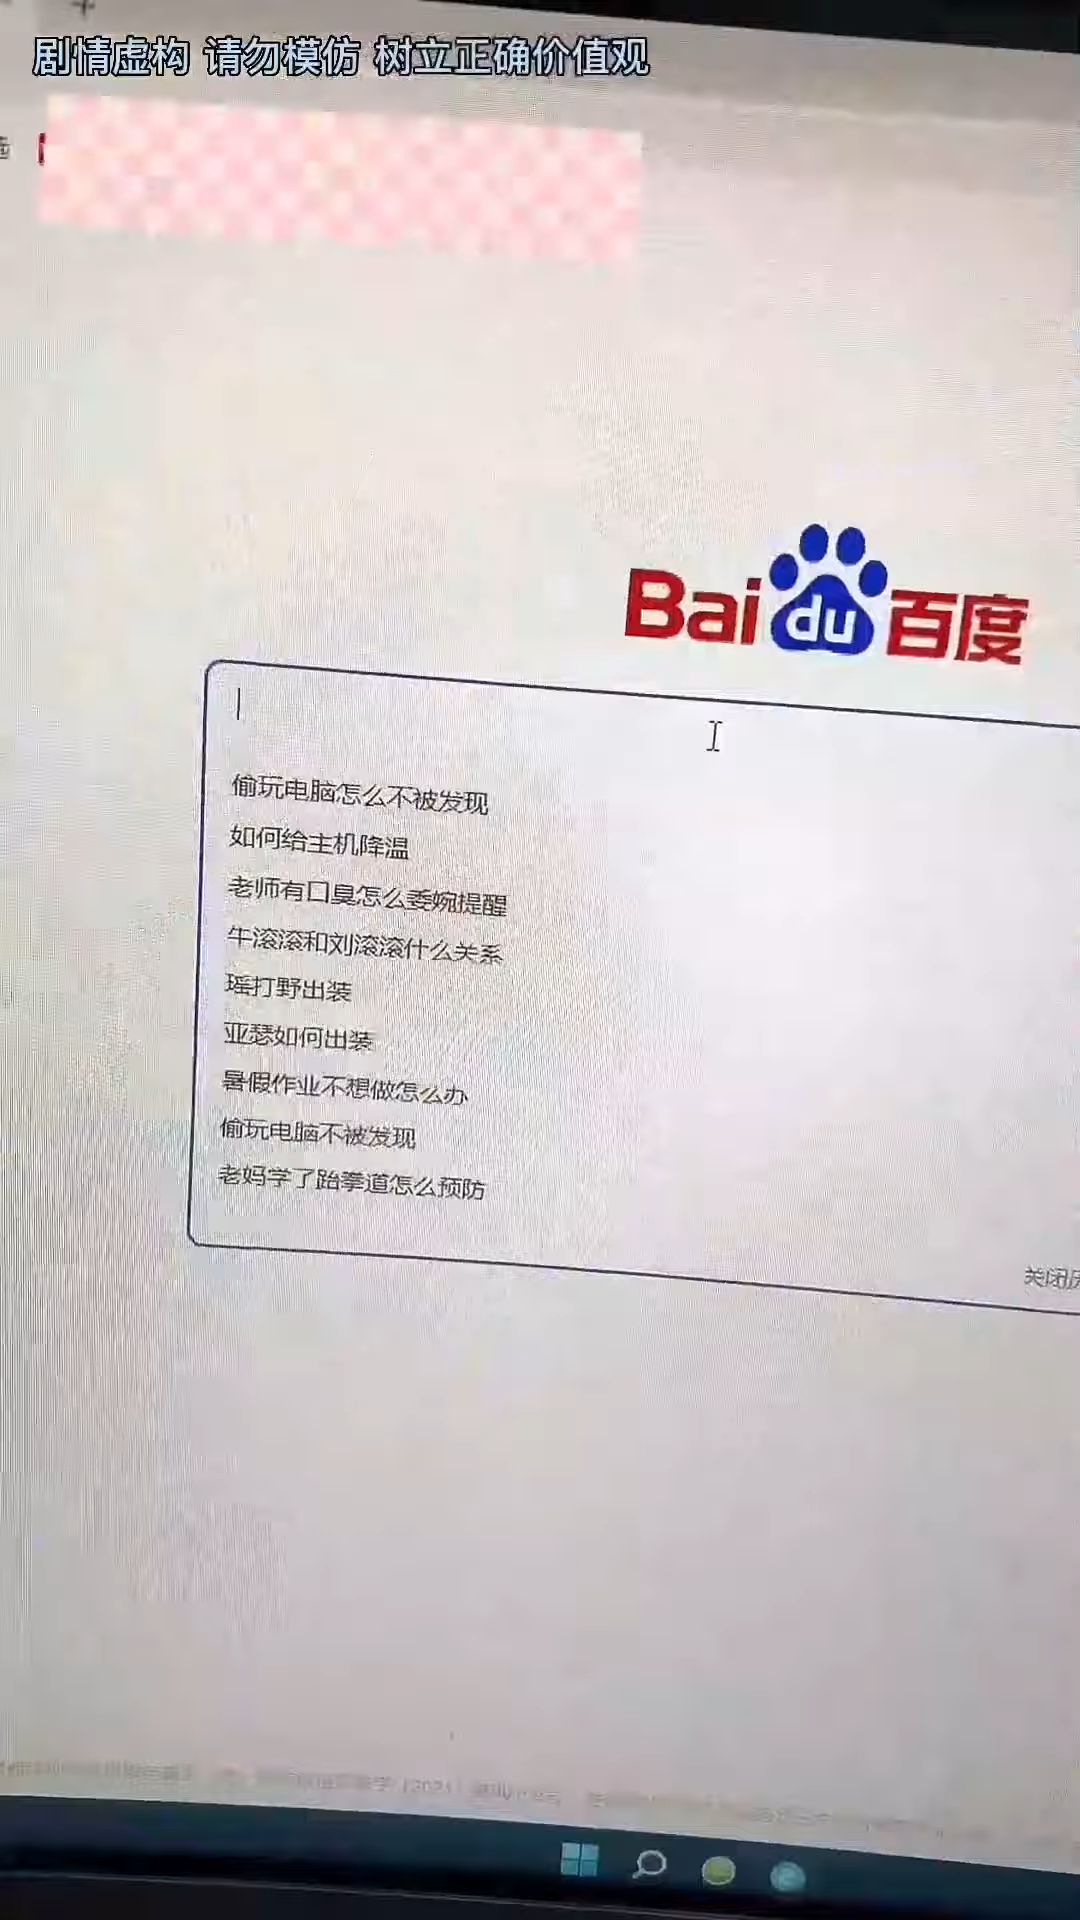 剧情虚构 请勿模仿 树立正确价值观
Bai du 百度
偷玩电脑怎么不被发现
如何给主机降温
老师有口臭怎么委婉提醒
牛滚滚和刘滚滚什么关系
瑶打野出装
亚瑟如何出装
暑假作业不想做怎么办
偷玩电脑不被发现
老妈学了跆拳道怎么预防
关闭历